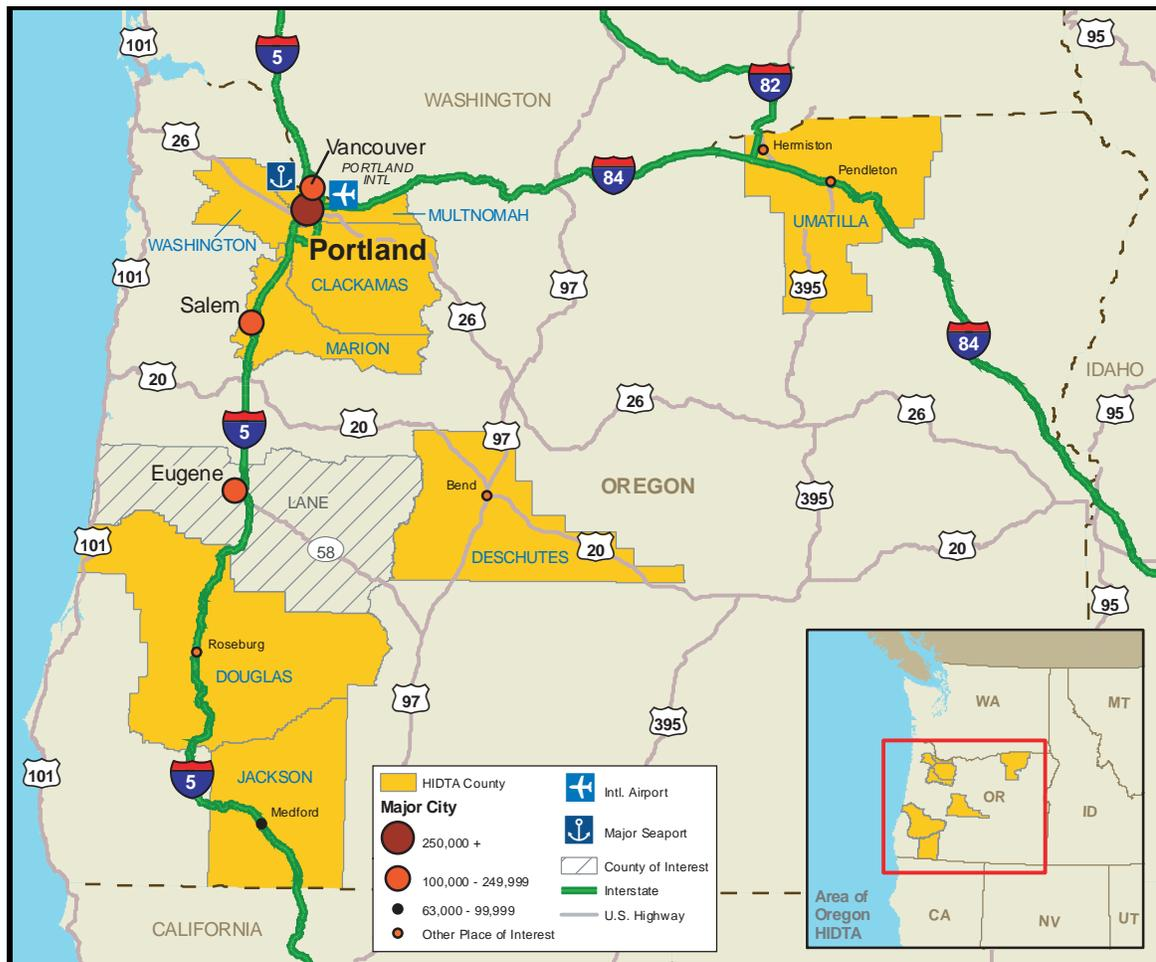 101
5
95
82
WASHINGTON
26
Vancouver
PORTLAND
INTL
84
Hermiston
Pendleton
MULTNOMAH
UMATILLA
WASHINGTON
Portland
101
CLACKAMAS
97
395
Salem
26
84
MARION
IDAHO
20
26
26
95
5
20
97
Eugene
Bend
OREGON
LANE
395
101
58
DESCHUTES
20
20
95
Roseburg
DOUGLAS
97
395
101
5
JACKSON
Medford
CALIFORNIA
HIDTA County
Major City
250,000 +
100,000 - 249,999
63,000 - 99,999
Other Place of Interest
Intl. Airport
Major Seaport
County of Interest
Interstate
U.S. Highway
WA
MT
OR
ID
Area of
Oregon
HIDTA
CA
NV
UT